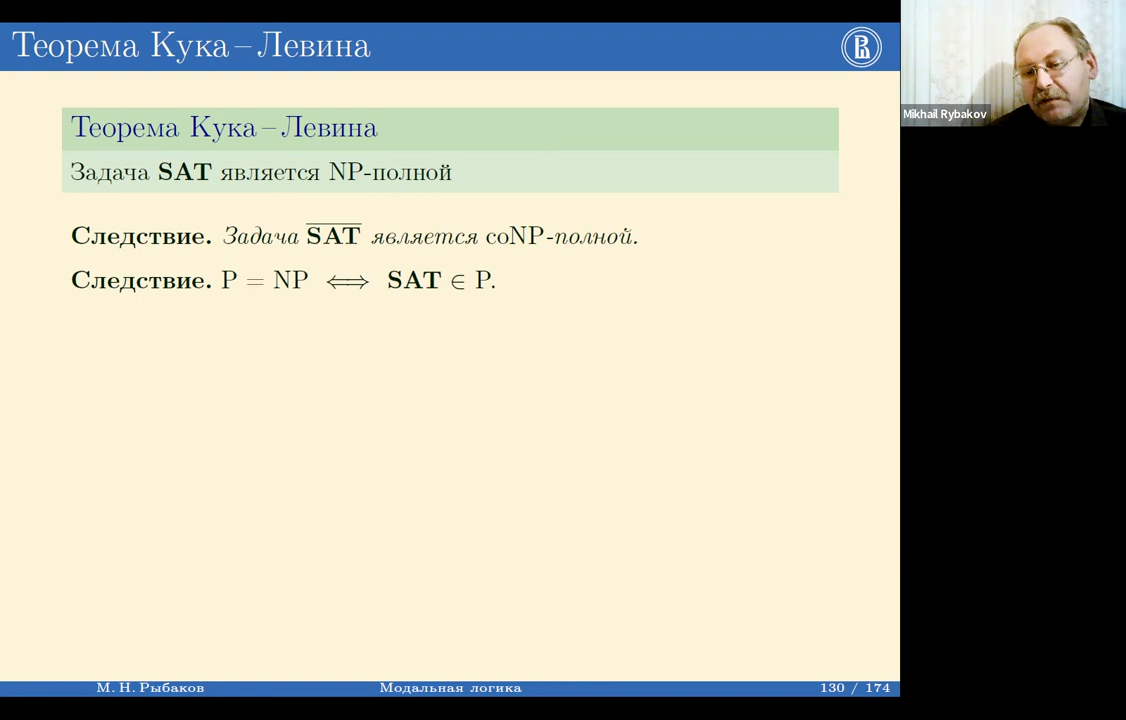 Теорема Кука – Левина
Mikhail Rybakov
Теорема Кука – Левина
Задача SAT является NP-полной
Следствие. Задача S̅A̅T̅ является coNP-полной.
Следствие. P = NP ⟺ SAT ∈ P.
М. Н. Рыбаков Модальная логика 130 / 174